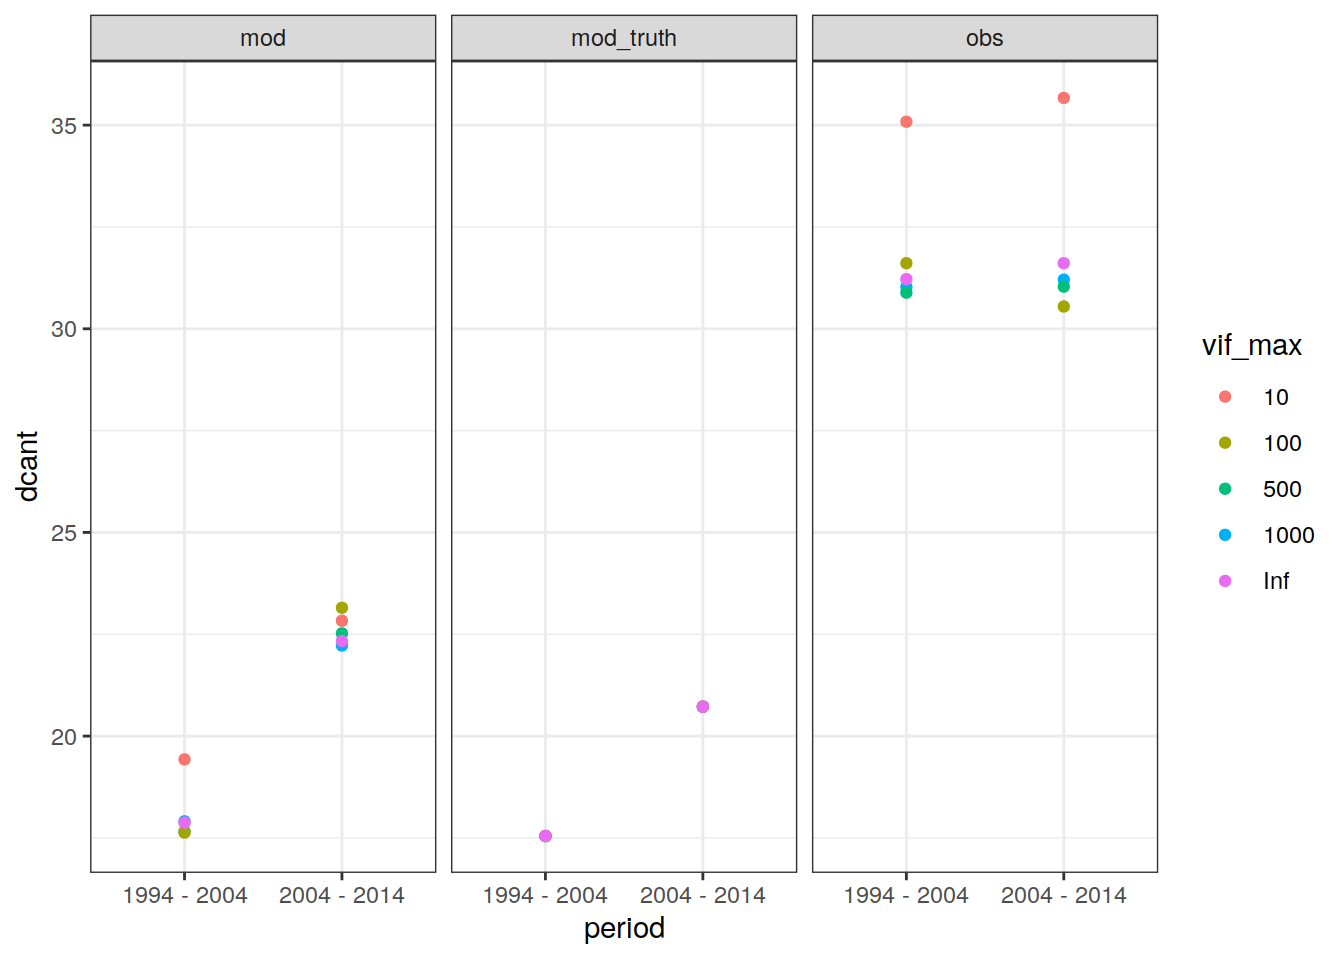 mod mod_truth obs
35
30
25
20
dcant
1994 - 2004 2004 - 2014 1994 - 2004 2004 - 2014 1994 - 2004 2004 - 2014
period
vif_max
10
100
500
1000
Inf